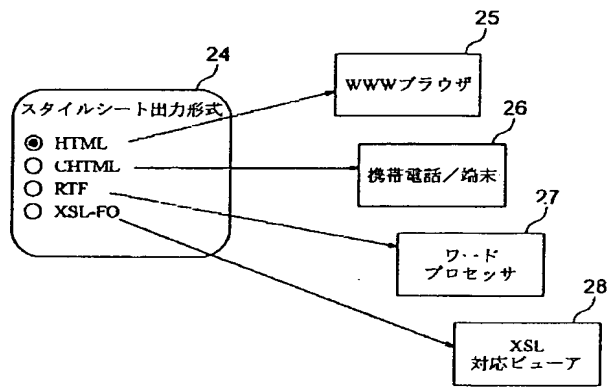 25
24
WWWブラウザ
スタイルシート出力形式
HTML
CHTML
RTF
XSL-FO
26
携帯電話／端末
27
ワード
プロセッサ
28
XSL
対応ビューア